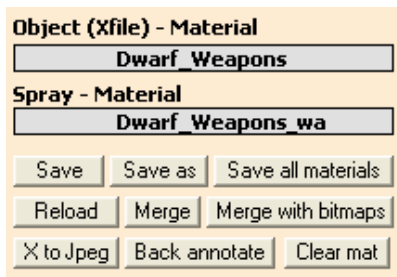 Object (Xfile) - Material
Dwarf_Weapons
Spray - Material
Dwarf_Weapons_wa
Save Save as Save all materials
Reload Merge Merge with bitmaps
X to Jpeg Back annotate Clear mat